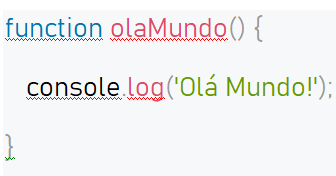 function olaMundo() {
console.log('Olá Mundo!');
}